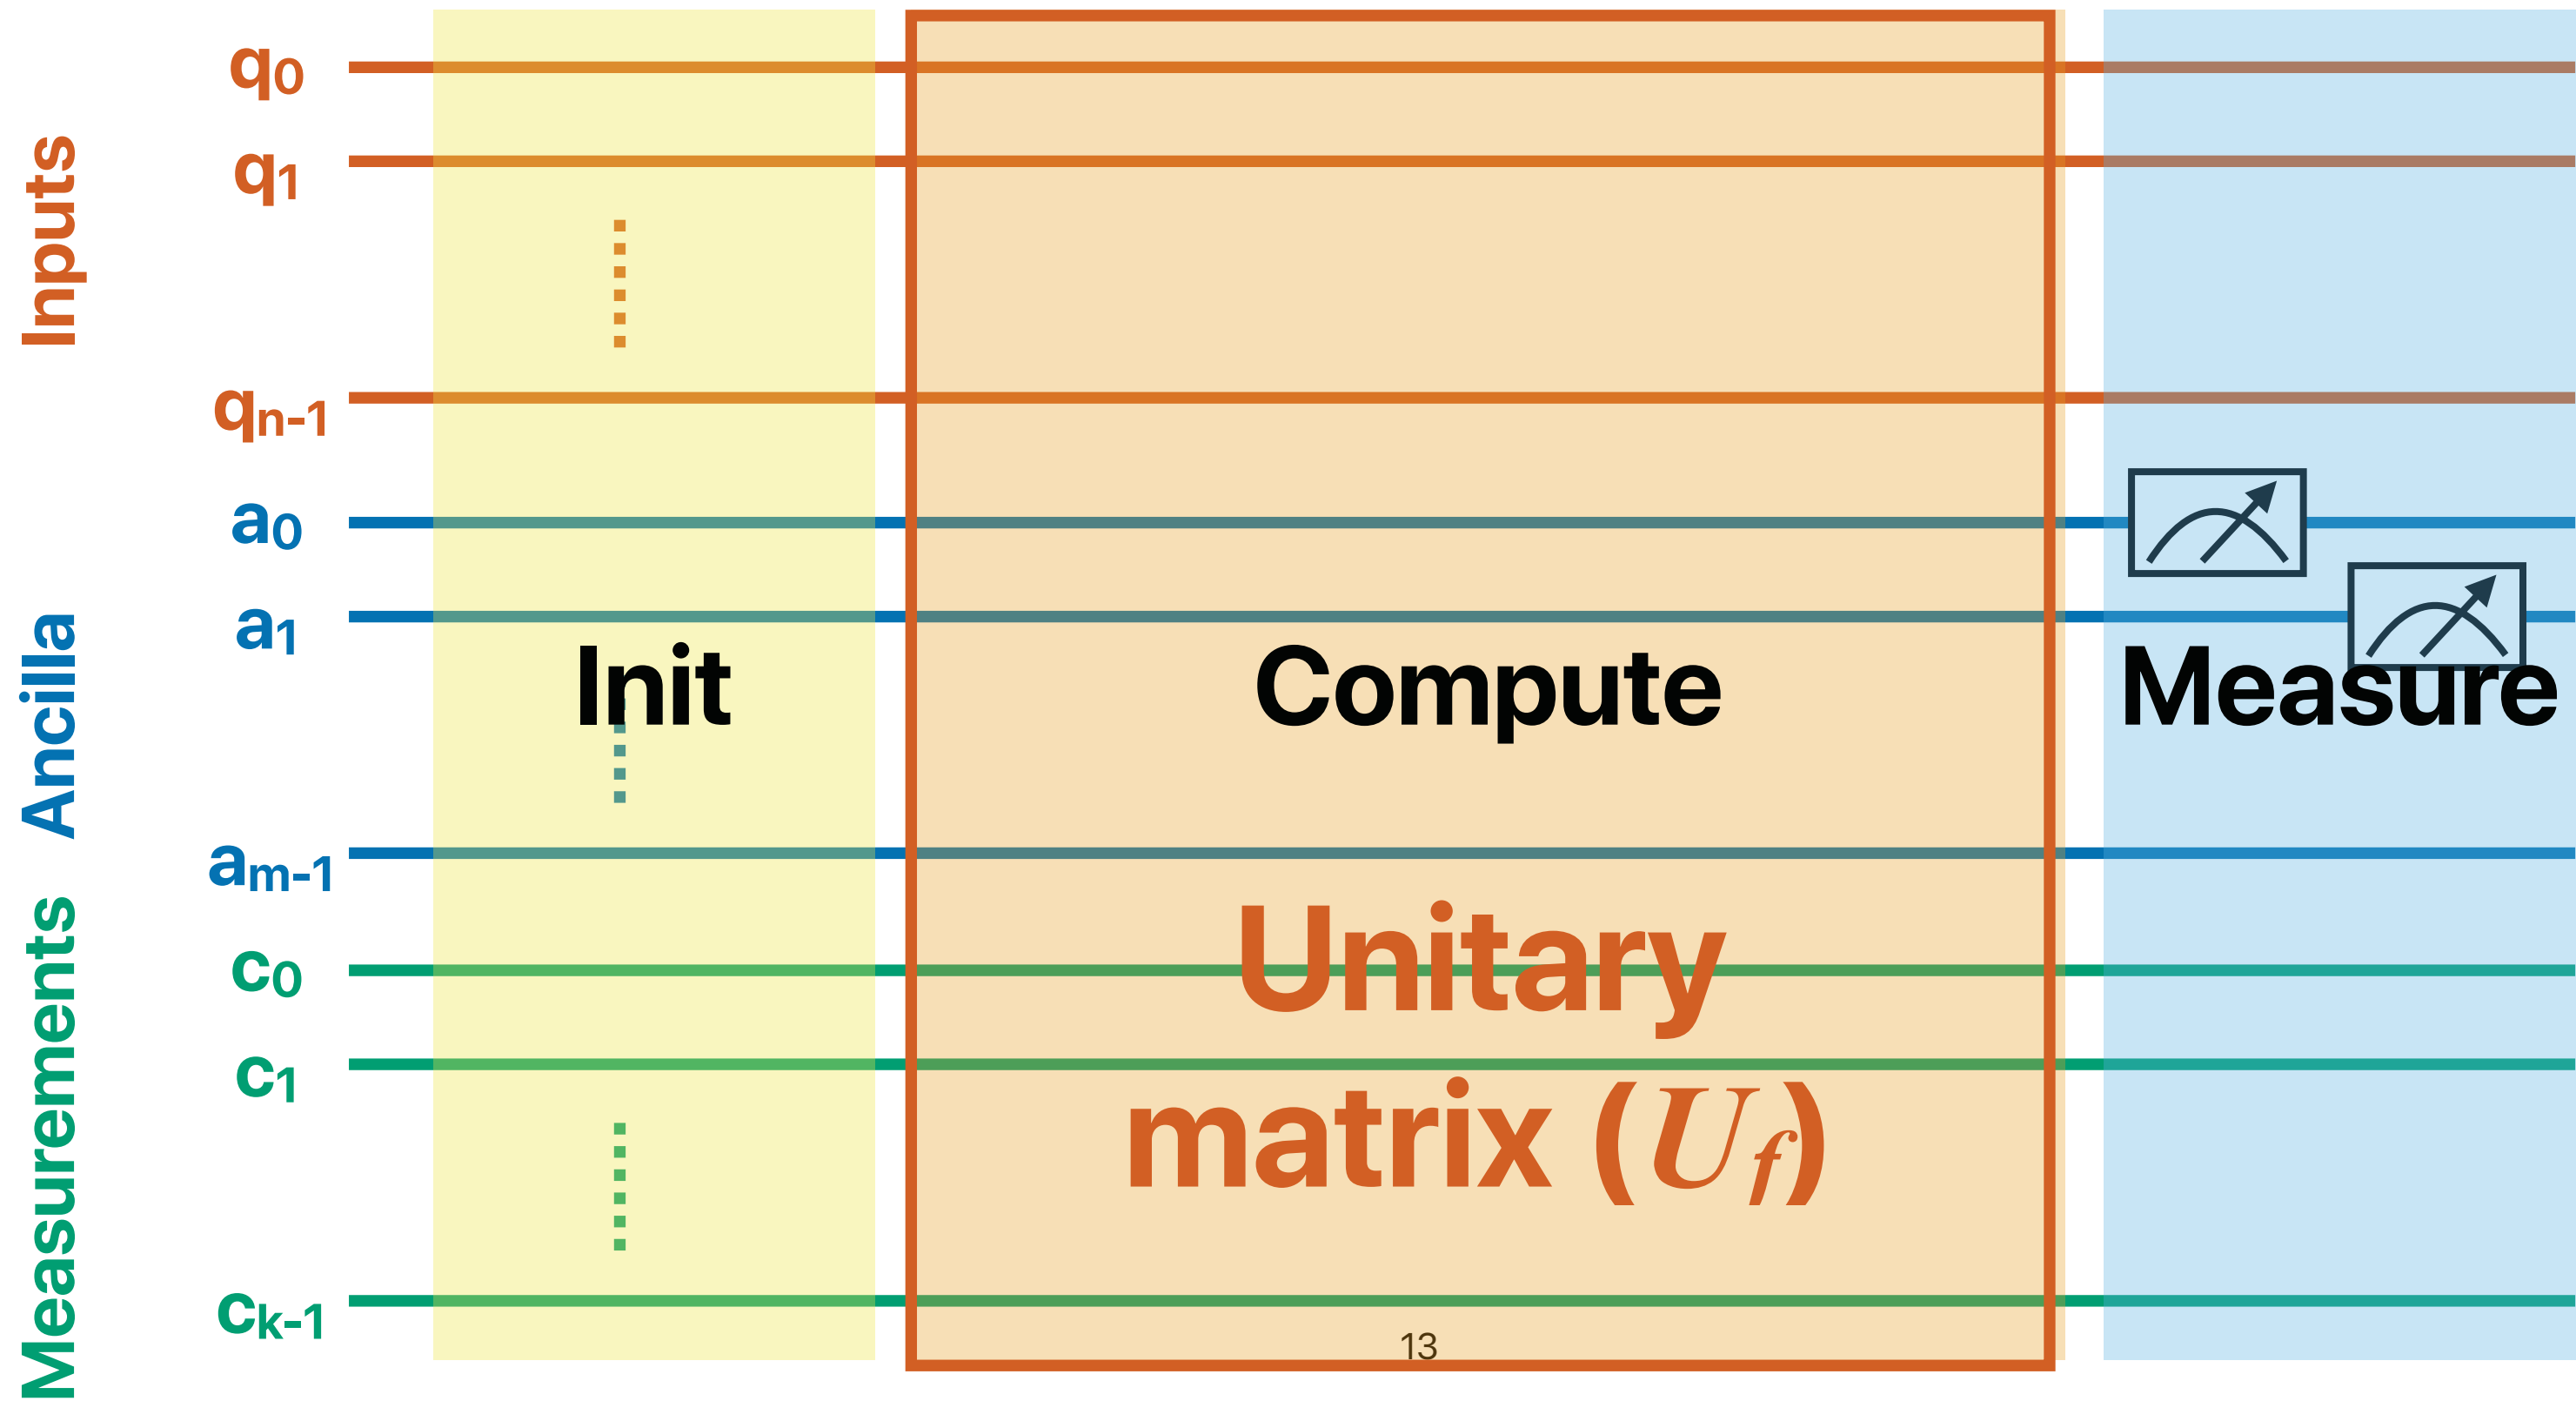 Inputs
q0
q1
qn-1
Ancilla
a0
a1
am-1
Measurements
c0
c1
ck-1
Init
Compute
Measure
Unitary
matrix (Uf)
13